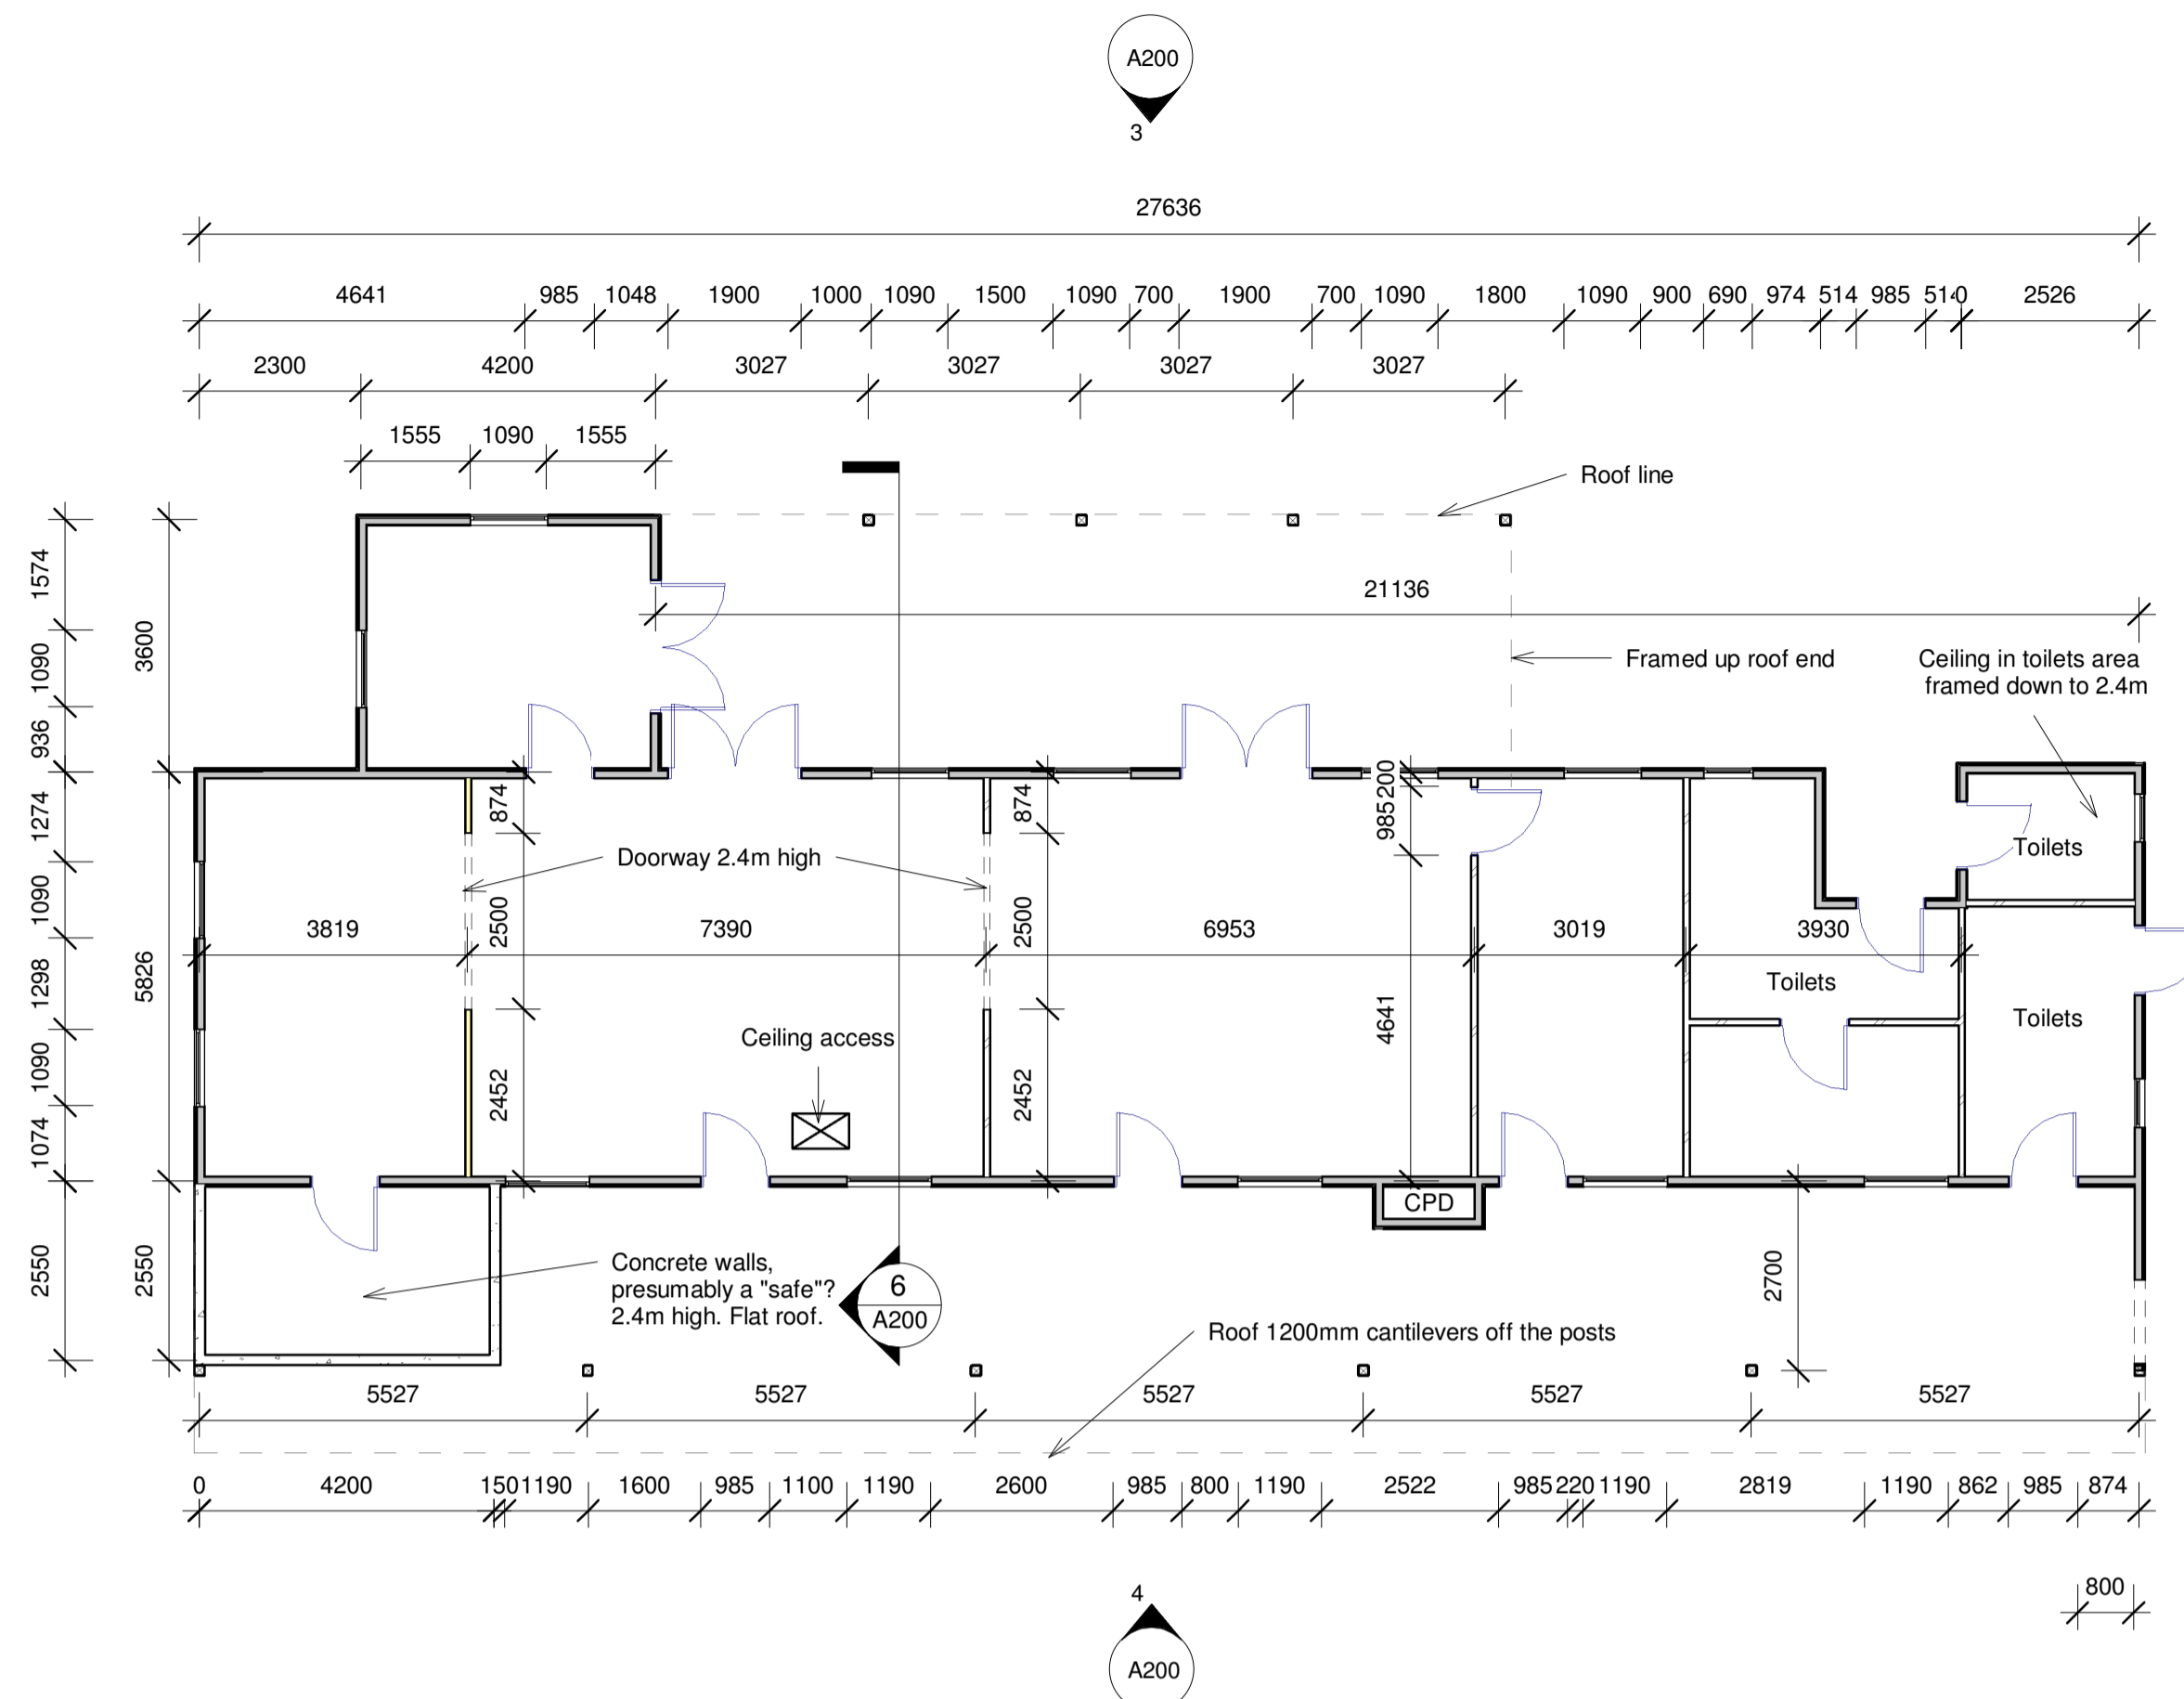 A200
3
27636
4641 985 1048 1900 1000 1090 1500 1090 700 1900 700 1090 1800 1090 900 690 974 514 985 2526
2300 4200 3027 3027 3027 3027
1555 1090 1555
Roof line
21136
Framed up roof end
Ceiling in toilets area
framed down to 2.4m
1574
1090
936
1274
1090
1298
1090
1074
2550
3600
5826
2550
874
2500
2452
874
2500
2452
200
985
4641
Doorway 2.4m high
Toilets
3819 7390 6953 3019 3930
Toilets
Toilets
Ceiling access
CPD
Concrete walls,
presumably a "safe"?
2.4m high. Flat roof.
6
A200
2700
Roof 1200mm cantilevers off the posts
5527 5527 5527 5527 5527
0 4200 150 1190 1600 985 1100 1190 2600 985 800 1190 2522 985 220 1190 2819 1190 862 985 874
800
4
A200